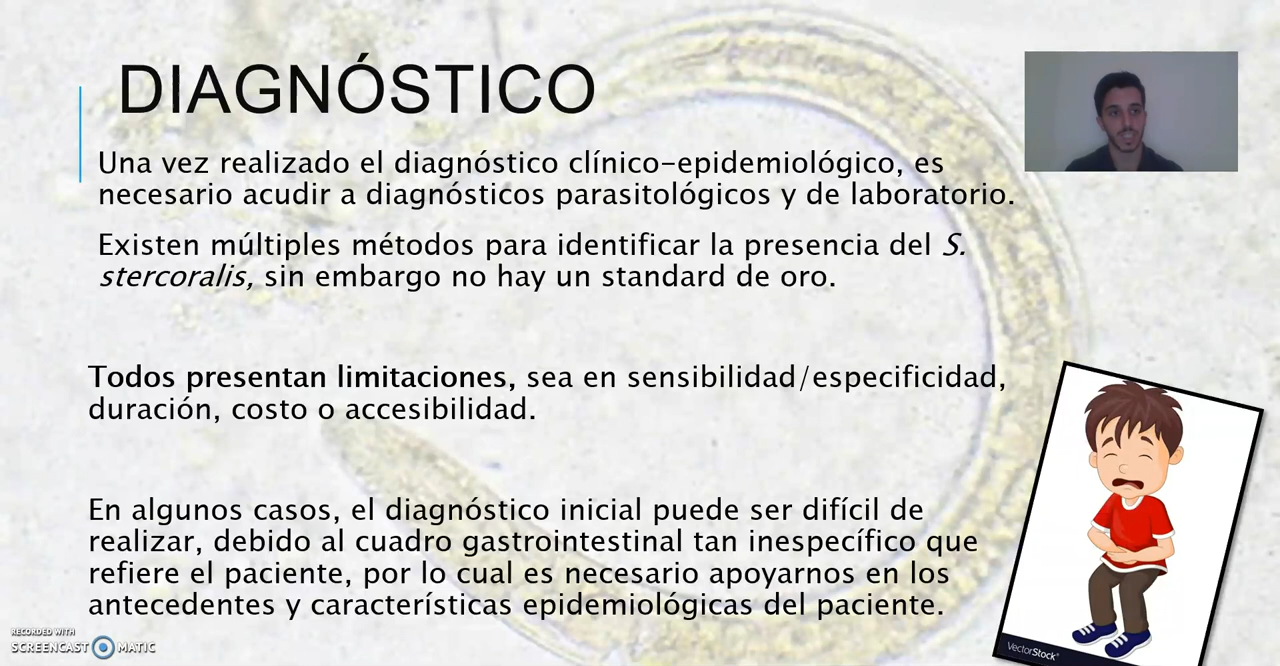 DIAGNÓSTICO
Una vez realizado el diagnóstico clínico-epidemiológico, es
necesario acudir a diagnósticos parasitológicos y de laboratorio.
Existen múltiples métodos para identificar la presencia del S.
stercoralis, sin embargo no hay un standard de oro.
Todos presentan limitaciones, sea en sensibilidad/especificidad,
duración, costo o accesibilidad.
En algunos casos, el diagnóstico inicial puede ser difícil de
realizar, debido al cuadro gastrointestinal tan inespecífico que
refiere el paciente, por lo cual es necesario apoyarnos en los
antecedentes y características epidemiológicas del paciente.
RECORDED WITH
SCREENCAST MATIC
VectorStock®